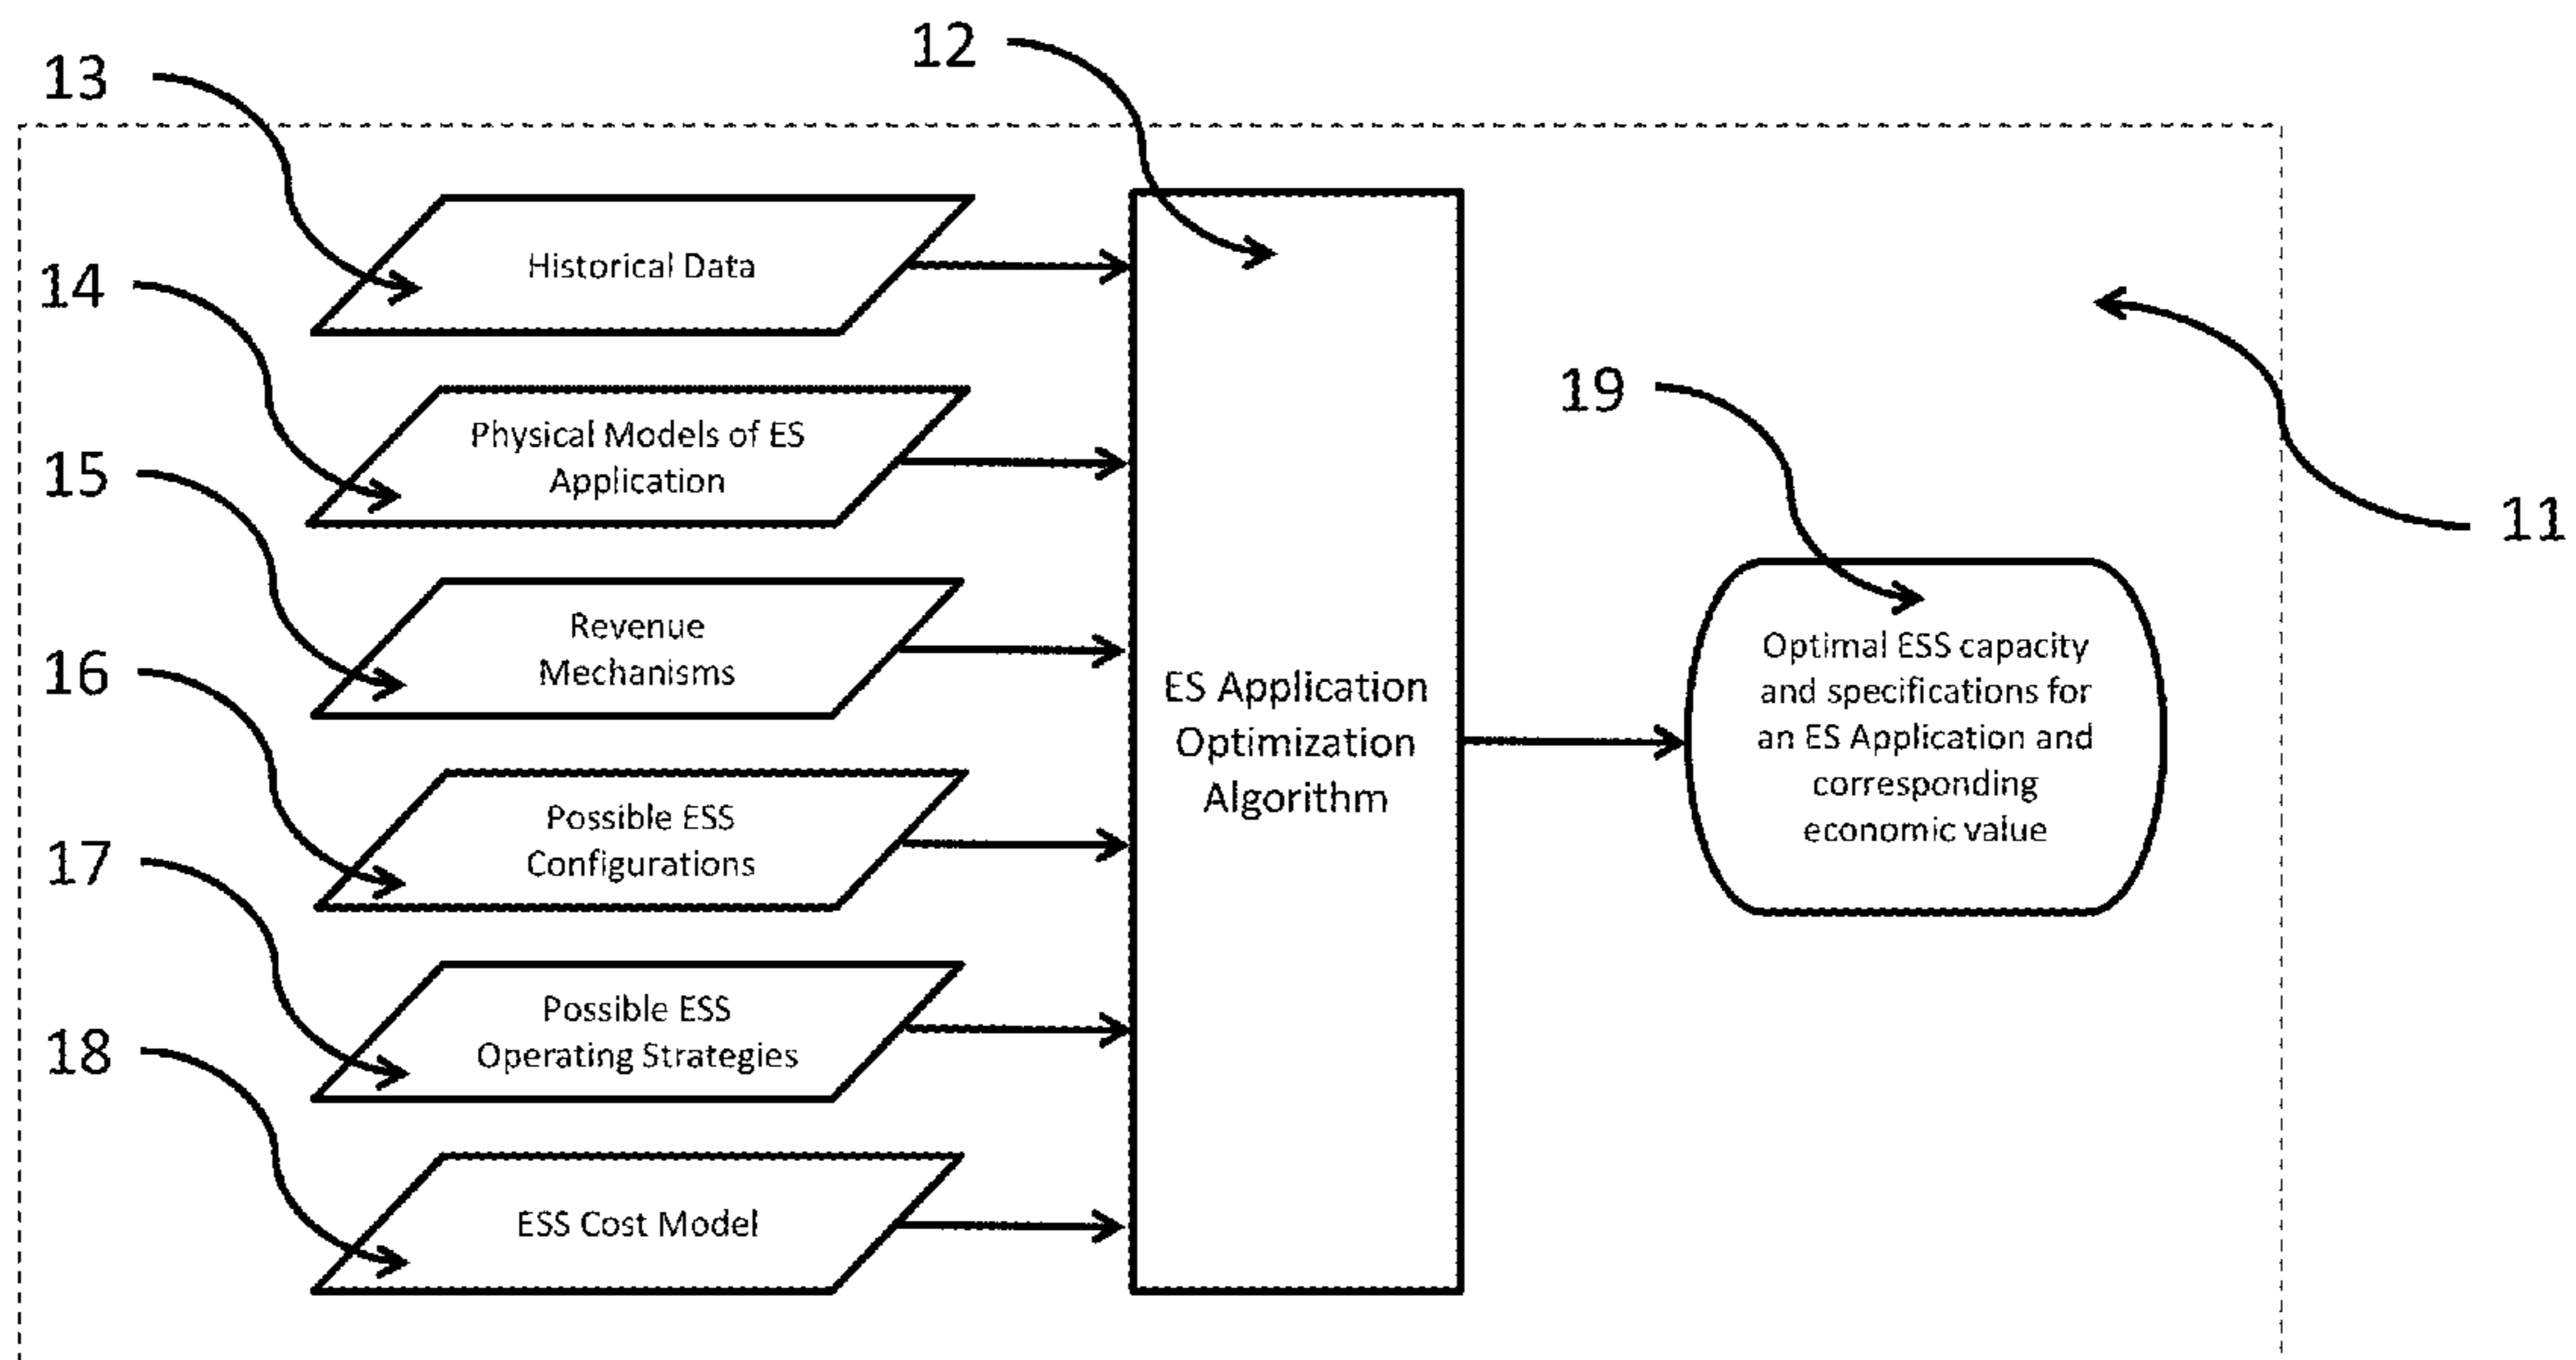 12
13
Historical Data
14
Physical Models of ES
Application
19
15
Revenue
Mechanisms
11
16
Possible ESS
Configurations
ES Application
Optimization
Algorithm
Optimal ESS capacity
and specifications for
an ES Application and
corresponding
economic value
17
Possible ESS
Operating Strategies
18
ESS Cost Model